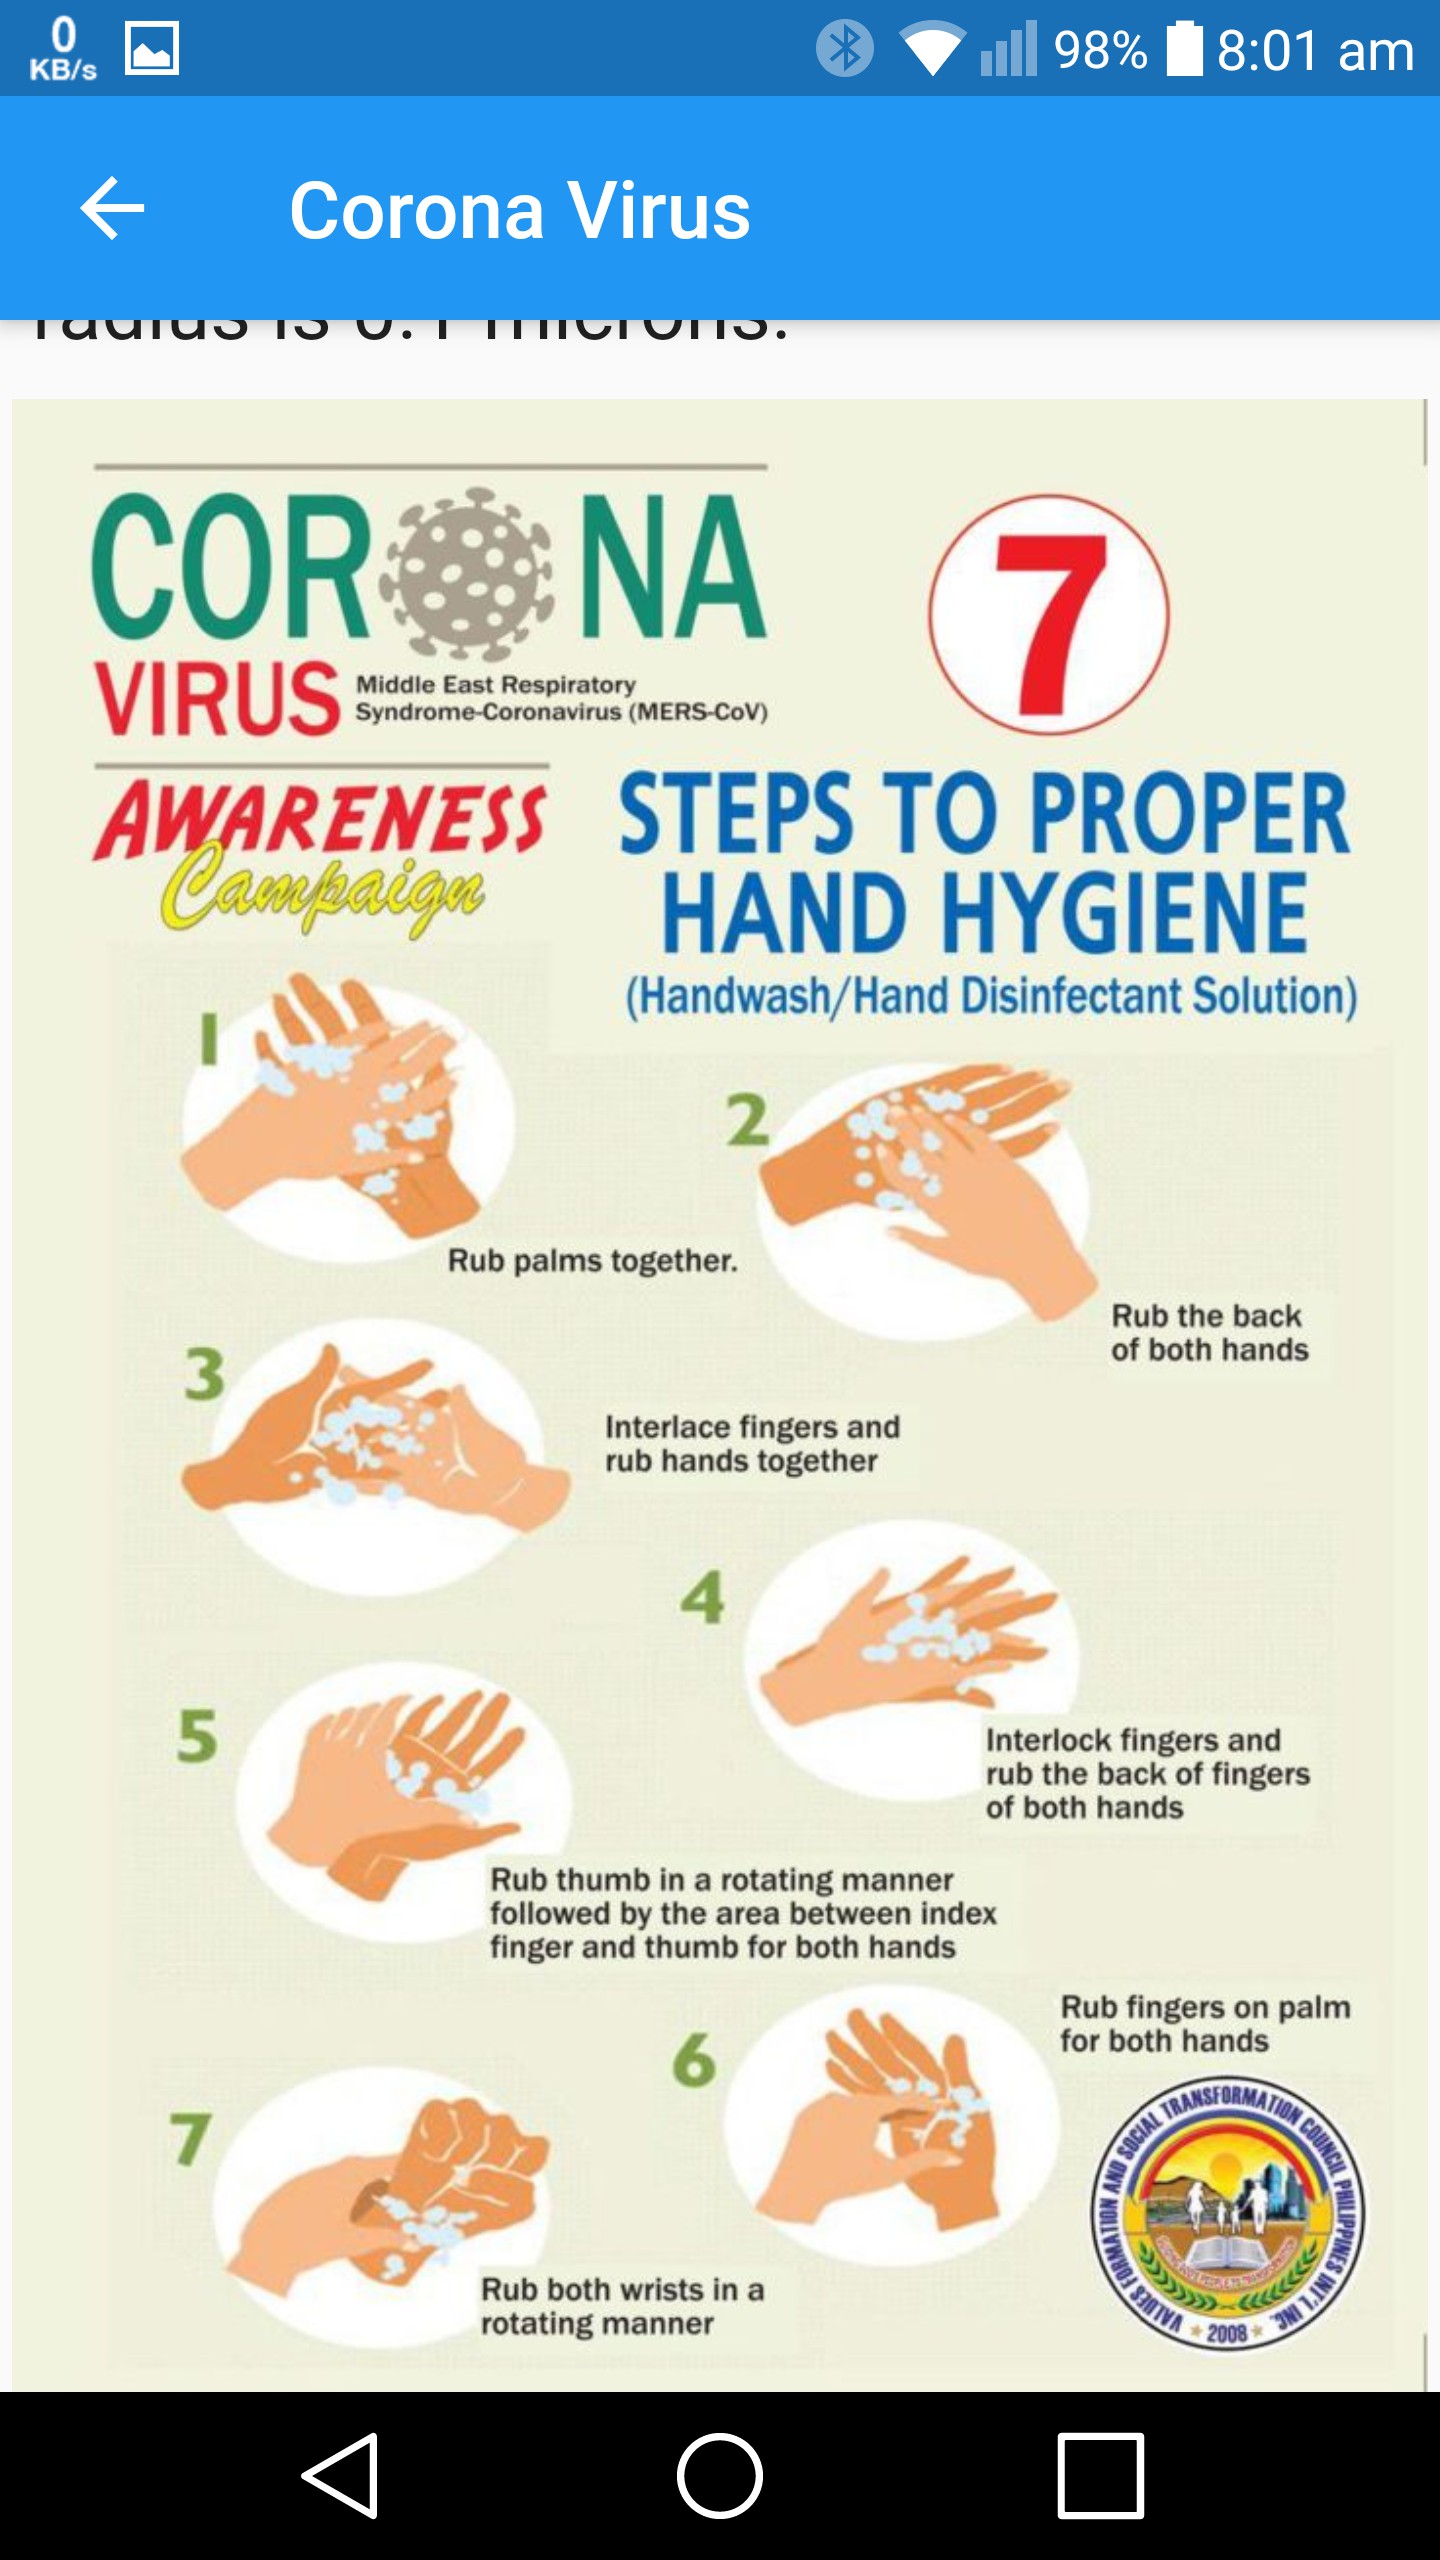 0
KB/s
98%
8:01 am
Corona Virus
radius is 0.1 microns.
CORONA
VIRUS
Middle East Respiratory
Syndrome-Coronavirus (MERS-CoV)
AWARENESS
Campaign
7
STEPS TO PROPER
HAND HYGIENE
(Handwash/Hand Disinfectant Solution)
1
Rub palms together.
2
Rub the back
of both hands
3
Interlace fingers and
rub hands together
4
Interlock fingers and
rub the back of fingers
of both hands
5
Rub thumb in a rotating manner
followed by the area between index
finger and thumb for both hands
6
Rub fingers on palm
for both hands
7
Rub both wrists in a
rotating manner
VALUES FORMATION AND SOCIAL TRANSFORMATION COUNCIL PHILIPPINES INT'L INC.
2008